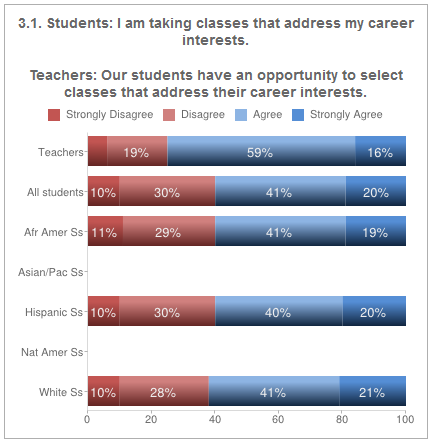 3.1. Students: I am taking classes that address my career
interests.
Teachers: Our students have an opportunity to select
classes that address their career interests.
Strongly Disagree Disagree Agree Strongly Agree
Teachers 19% 59% 16%
All students 10% 30% 41% 20%
Afr Amer Ss 11% 29% 41% 19%
Asian/Pac Ss
Hispanic Ss 10% 30% 40% 20%
Nat Amer Ss
White Ss 10% 28% 41% 21%
0 20 40 60 80 100